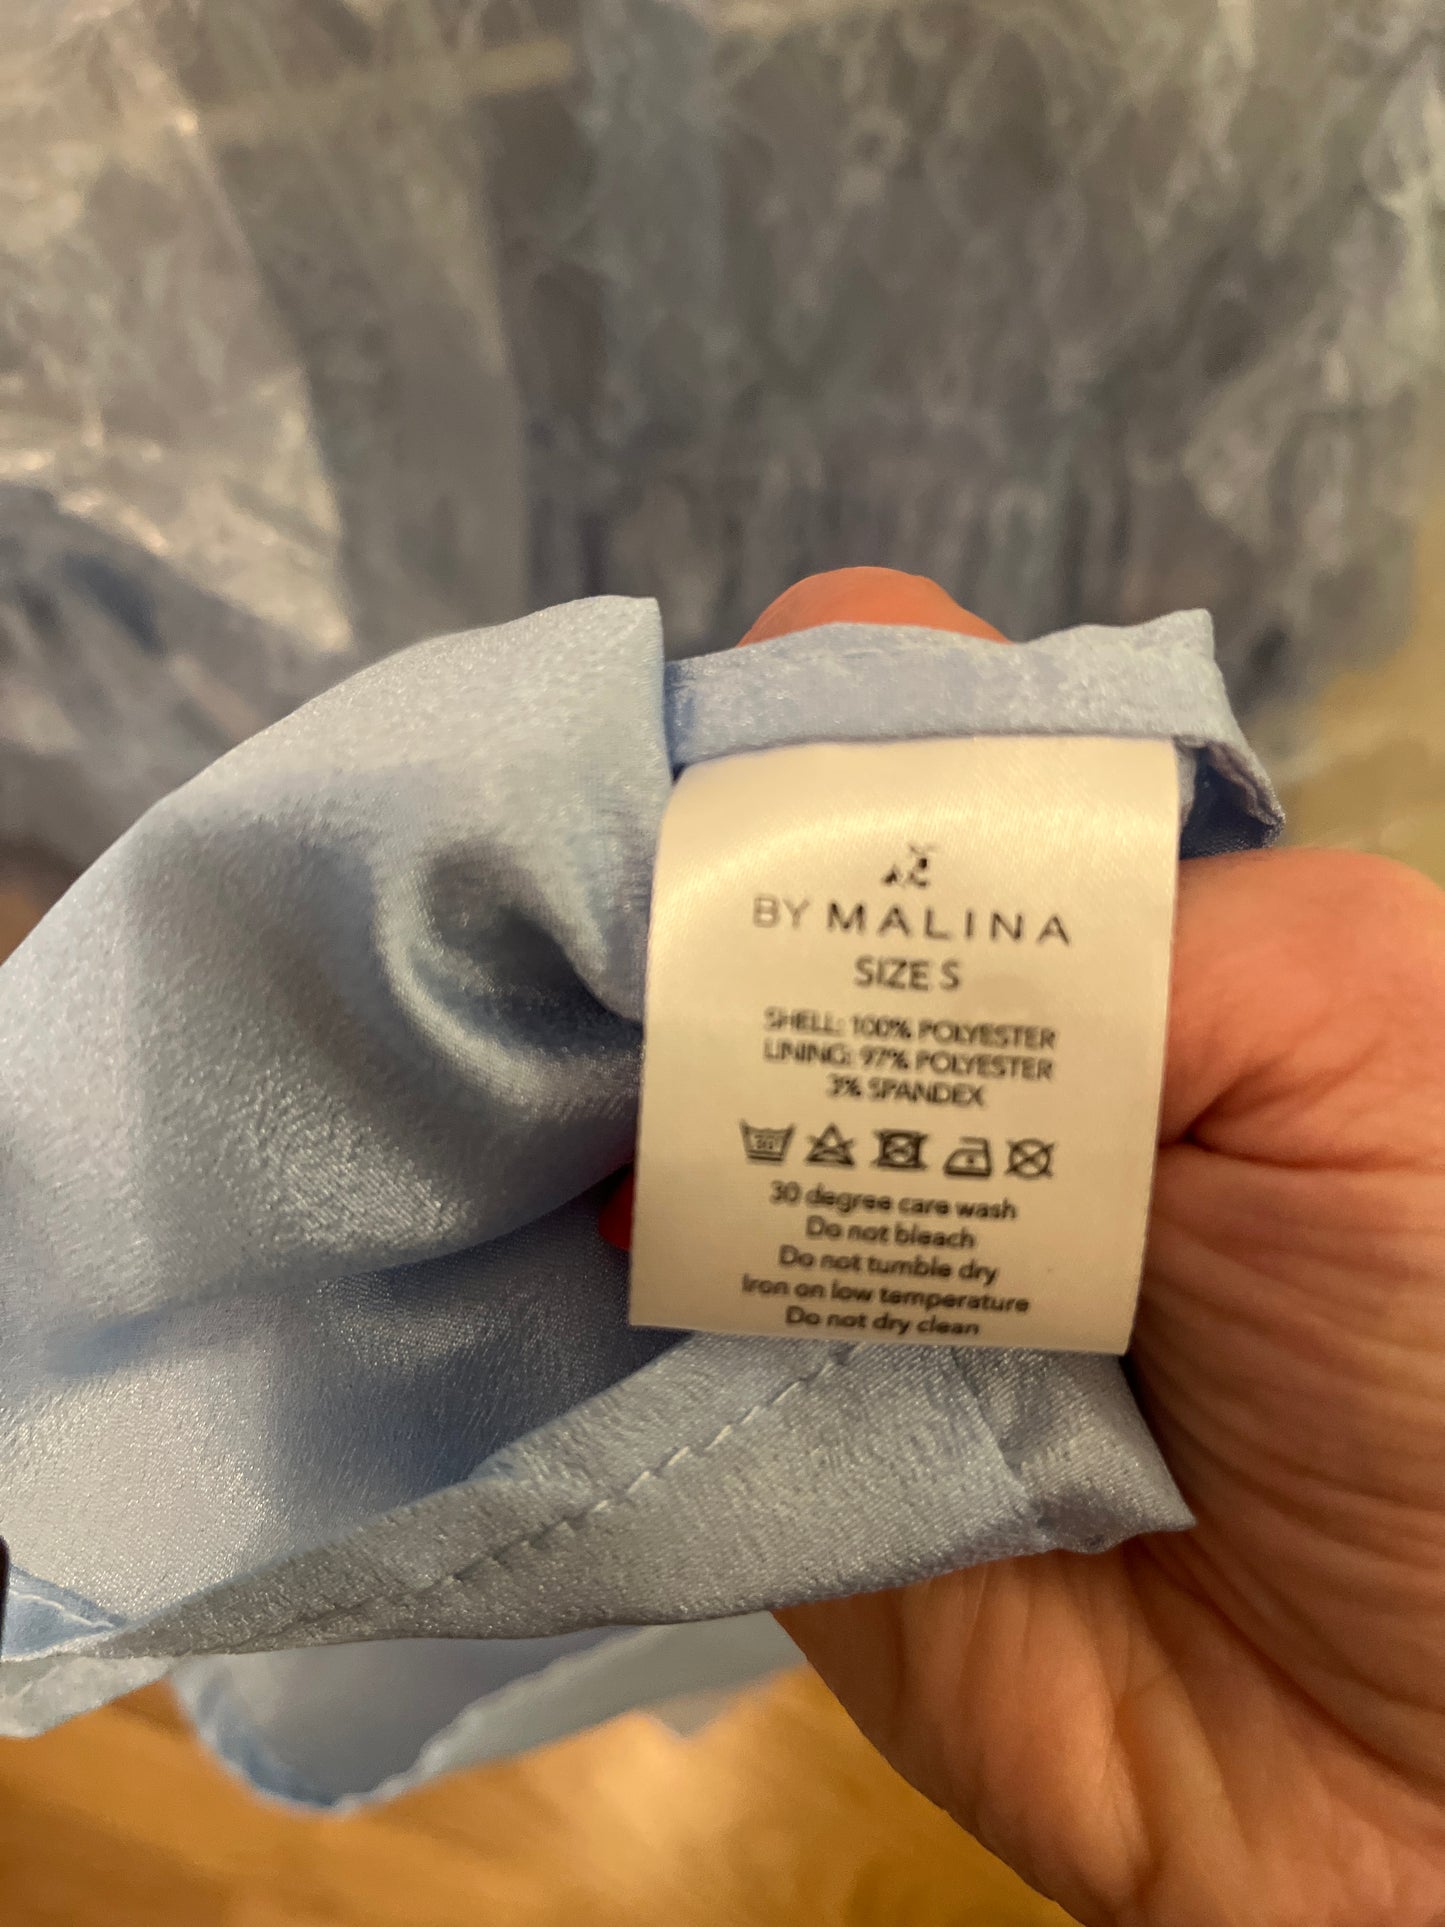 BY MALINA
SIZE S
SHELL: 100% POLYESTER
LINING: 97% POLYESTER
3% SPANDEX
30
30 degree care wash
Do not bleach
Do not tumble dry
Iron on low temperature
Do not dry clean